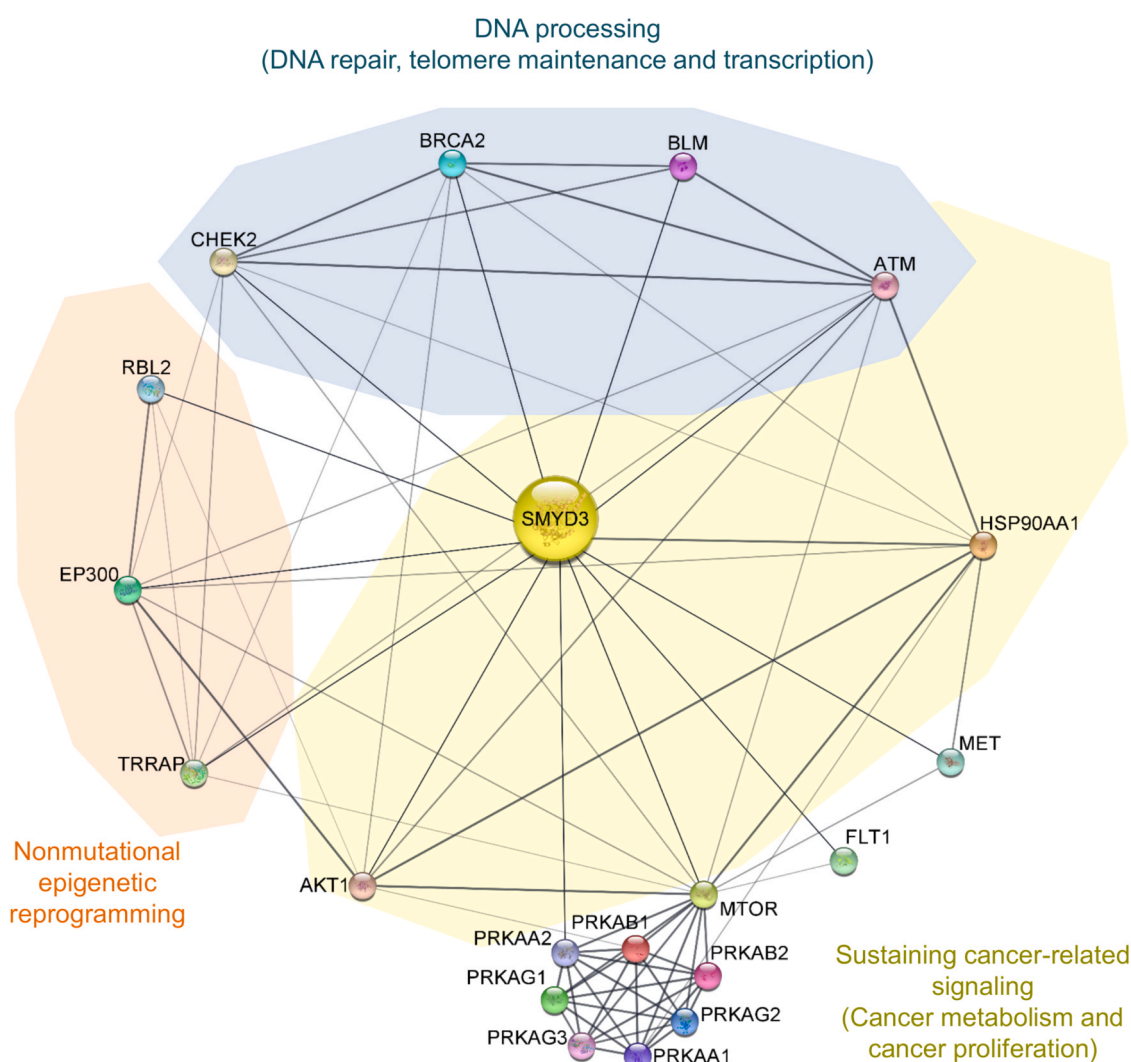 DNA processing
(DNA repair, telomere maintenance and transcription)
BRCA2
BLM
CHEK2
ATM
RBL2
SMYD3
HSP90AA1
EP300
MET
TRRAP
FLT1
Nonmutational
epigenetic
reprogramming
AKT1
MTOR
PRKAB1
PRKAA2
PRKAB2
PRKAG1
PRKAG2
PRKAG3
PRKAA1
Sustaining cancer-related
signaling
(Cancer metabolism and
cancer proliferation)